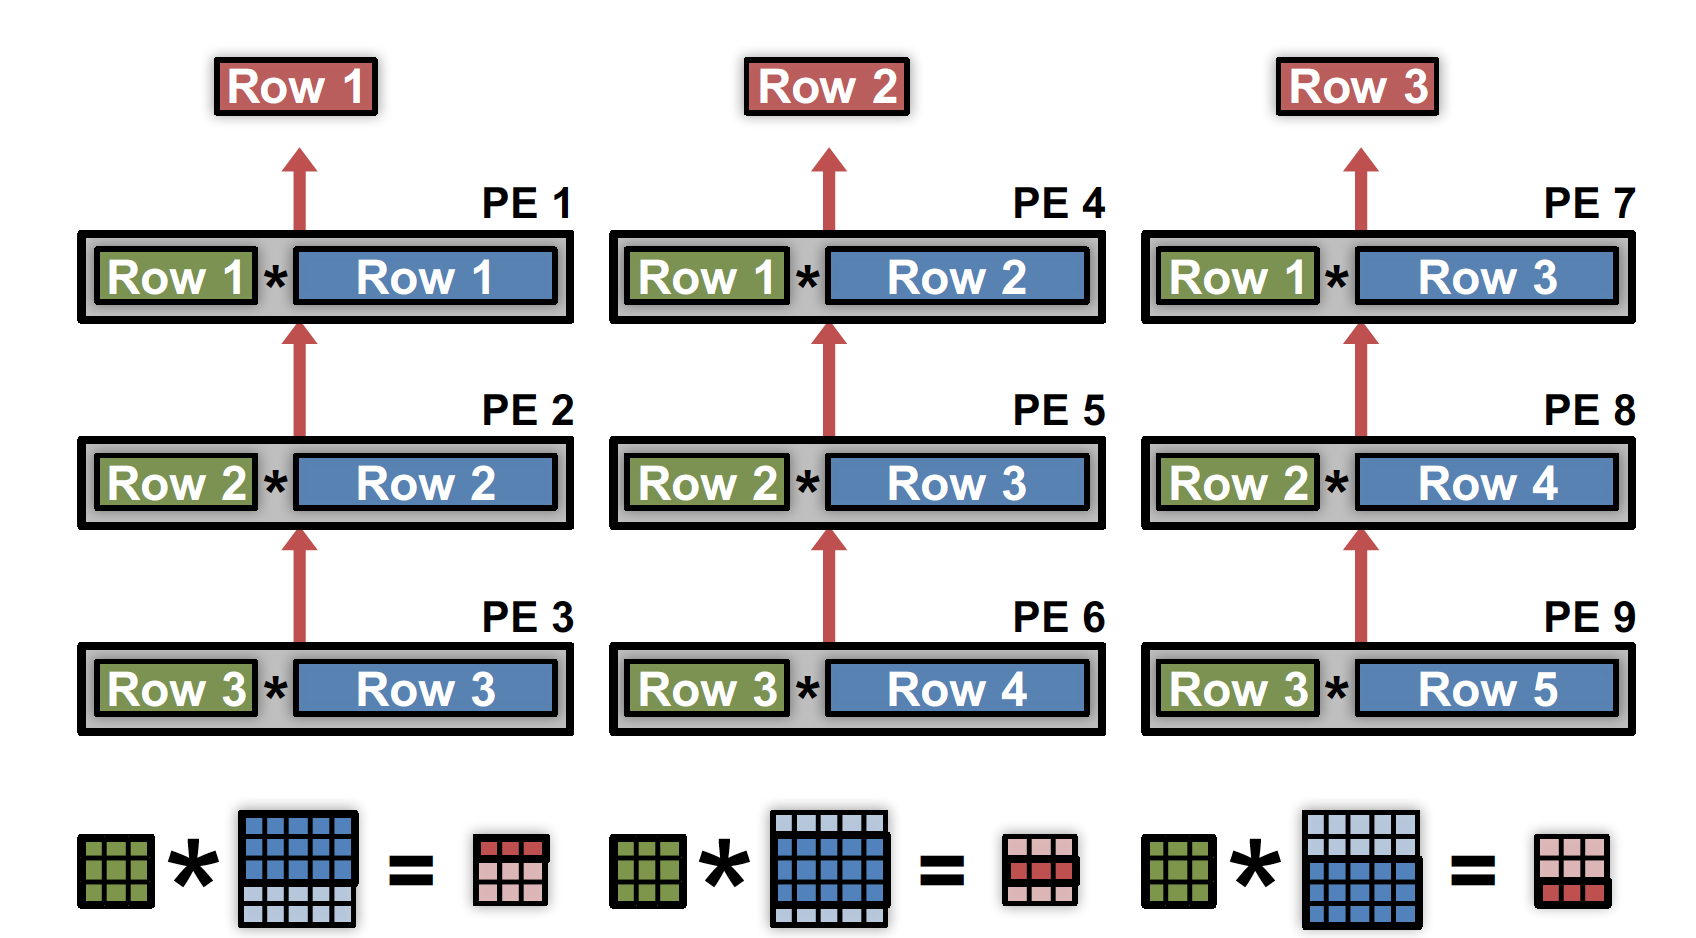 Row 1 Row 2 Row 3
PE 1 PE 4 PE 7
Row 1 * Row 1 Row 1 * Row 2 Row 1 * Row 3
PE 2 PE 5 PE 8
Row 2 * Row 2 Row 2 * Row 3 Row 2 * Row 4
PE 3 PE 6 PE 9
Row 3 * Row 3 Row 3 * Row 4 Row 3 * Row 5
* = * = * =